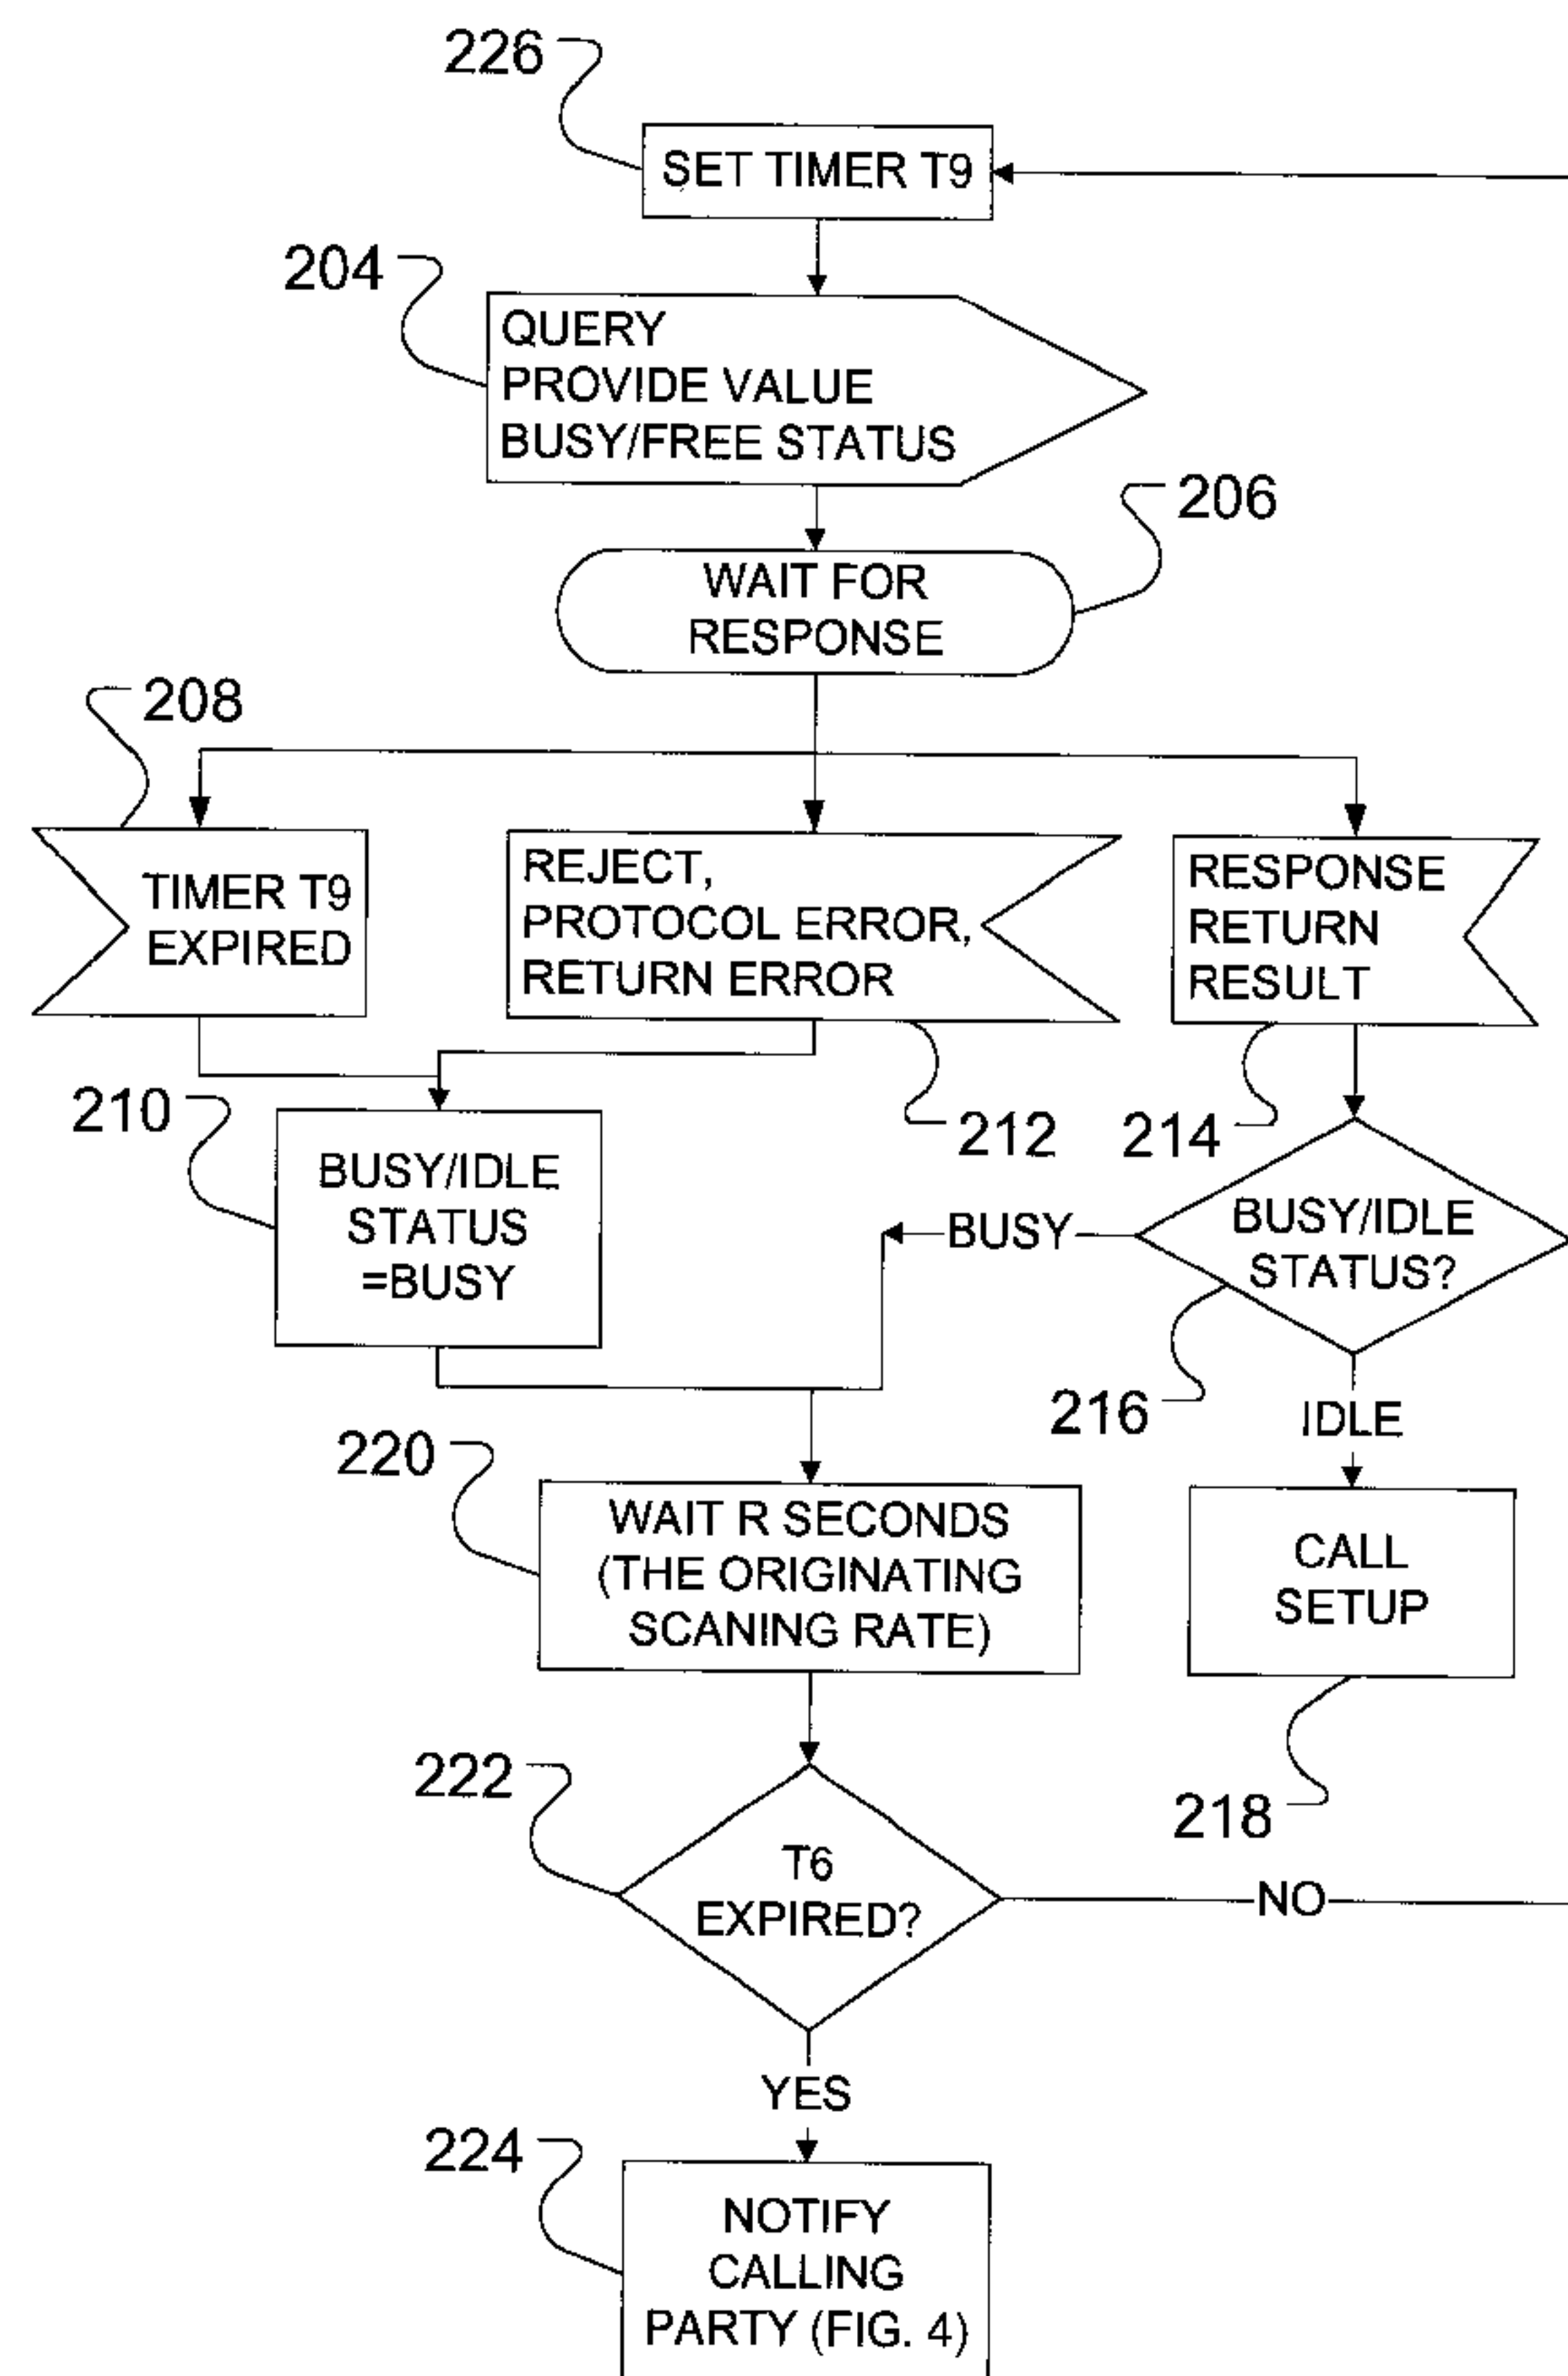 226
SET TIMER T9
204
QUERY
PROVIDE VALUE
BUSY/FREE STATUS
206
WAIT FOR
RESPONSE
208
TIMER T9
EXPIRED
REJECT,
PROTOCOL ERROR,
RETURN ERROR
RESPONSE
RETURN
RESULT
210
212
214
BUSY/IDLE
STATUS
=BUSY
BUSY
BUSY/IDLE
STATUS?
216
IDLE
220
WAIT R SECONDS
(THE ORIGINATING
SCANING RATE)
CALL
SETUP
222
218
T6
EXPIRED?
NO
YES
224
NOTIFY
CALLING
PARTY (FIG. 4)